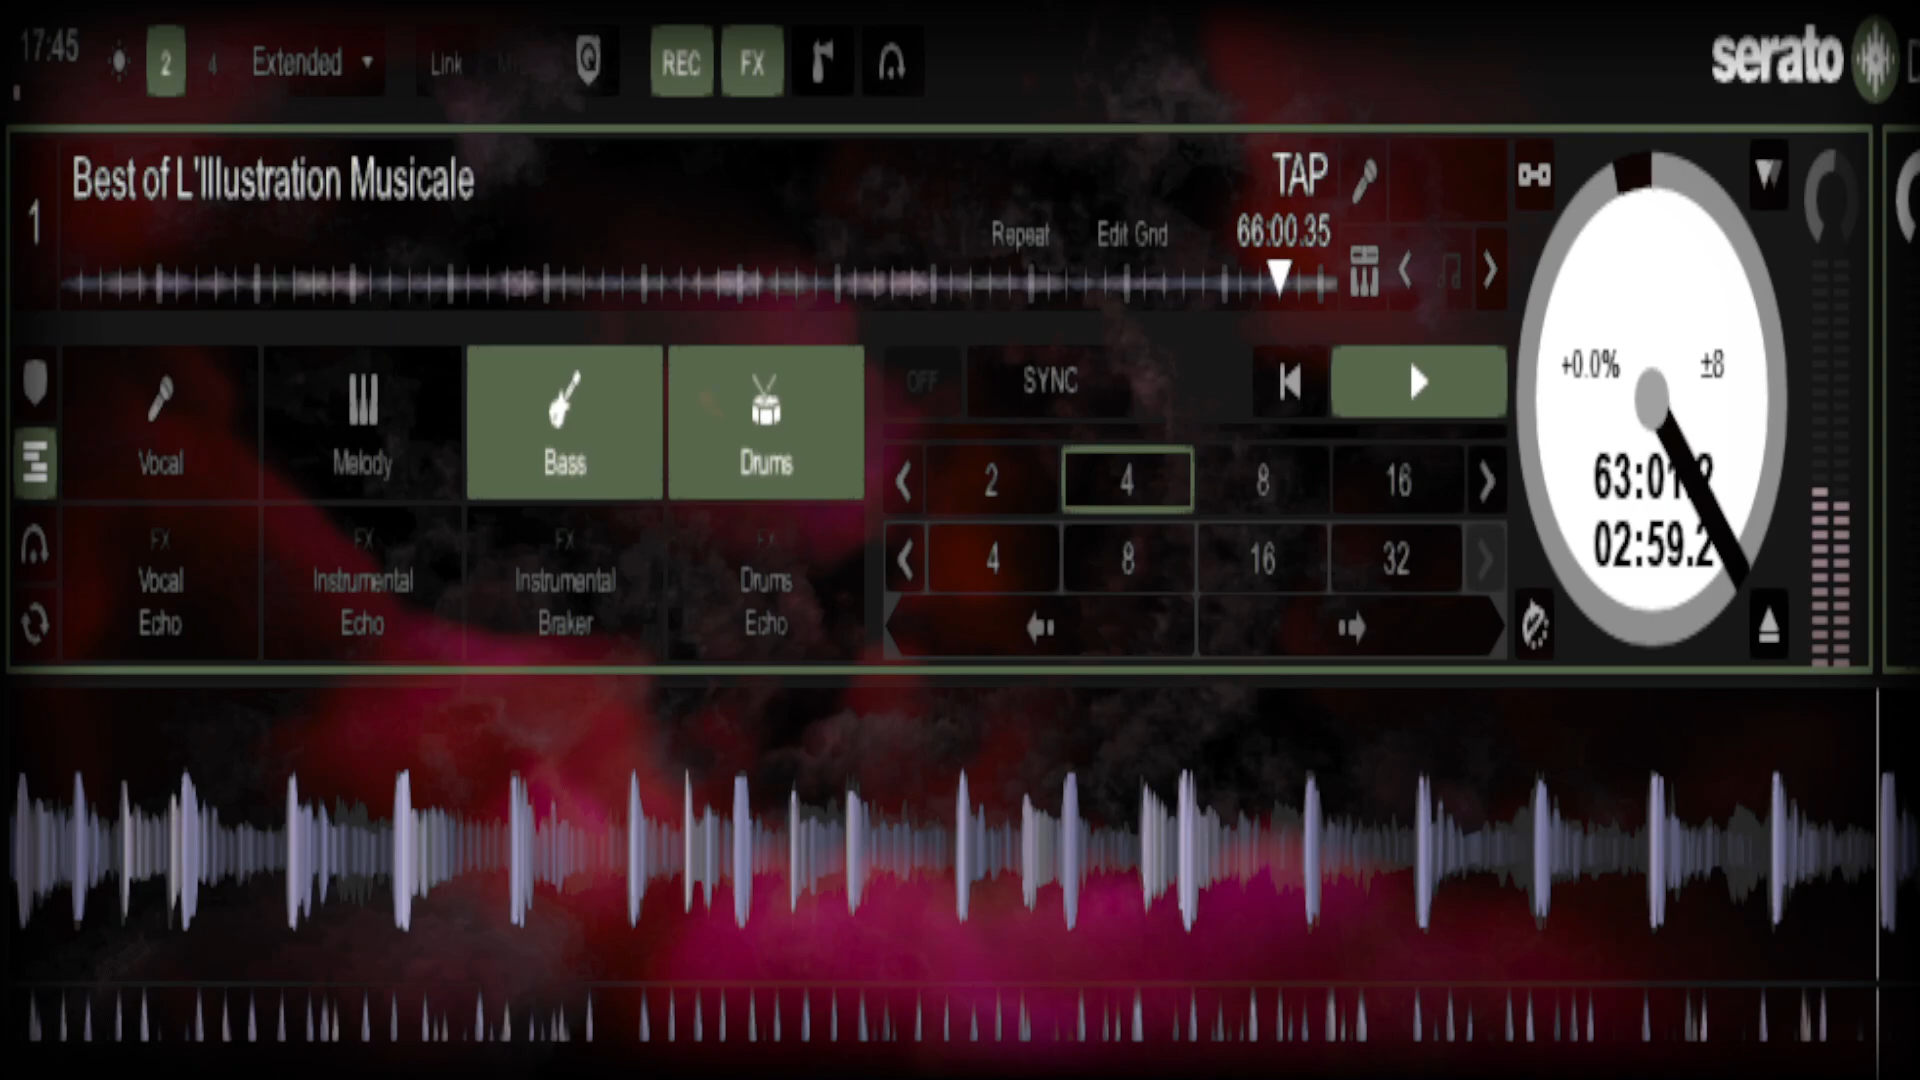 17:45
2 4 Extended Link REC FX
serato
1
Best of L'Illustration Musicale
TAP
66:00.35
Repeat Edit Grid
Vocal Melody Bass Drums
OFF SYNC
2 4 8 16
4 8 16 32
FX FX FX FX
Vocal Instrumental Instrumental Drums
Echo Echo Braker Echo
+0.0% ±8
02:59.2